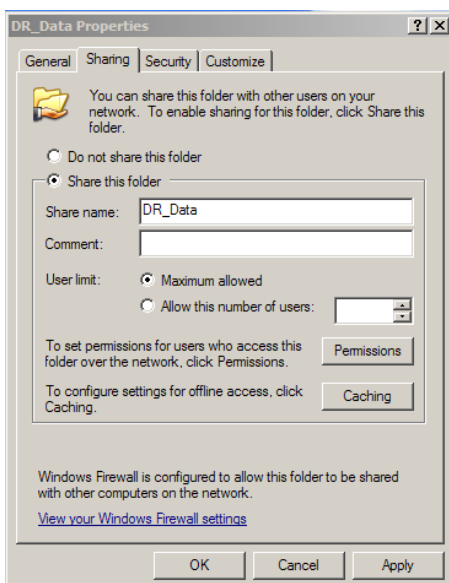 DR_Data Properties
General Sharing Security Customize
You can share this folder with other users on your
network. To enable sharing for this folder, click Share this
folder.
Do not share this folder
Share this folder
Share name: DR_Data
Comment:
User limit: Maximum allowed
Allow this number of users:
To set permissions for users who access this
folder over the network, click Permissions. Permissions
To configure settings for offline access, click
Caching. Caching
Windows Firewall is configured to allow this folder to be shared
with other computers on the network.
View your Windows Firewall settings
OK Cancel Apply